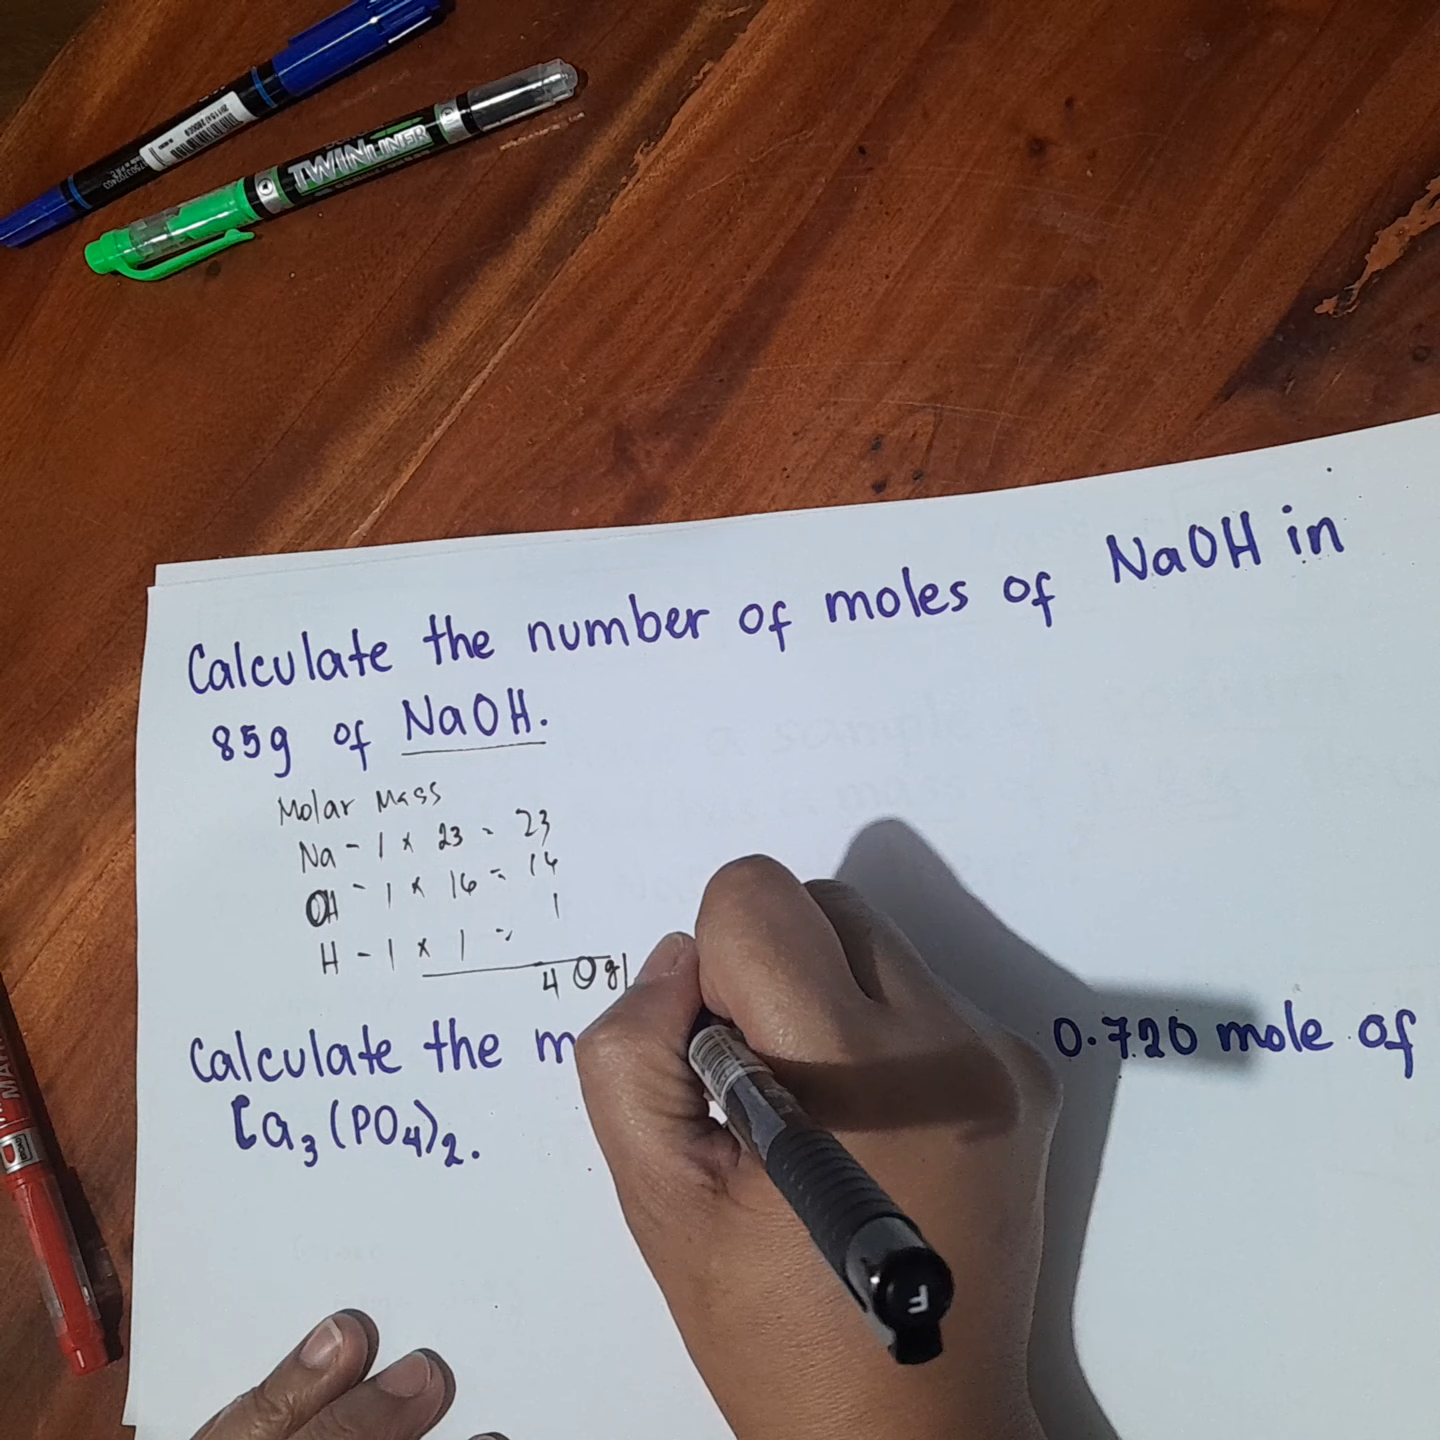 TWINLINER
Calculate the number of moles of NaOH in
85g of NaOH.
Molar Mass
Na - 1 x 23 = 23
OH - 1 x 16 = 16
H - 1 x 1 = 1
40g/
Calculate the m 0.720 mole of
Ca3(PO4)2.
F